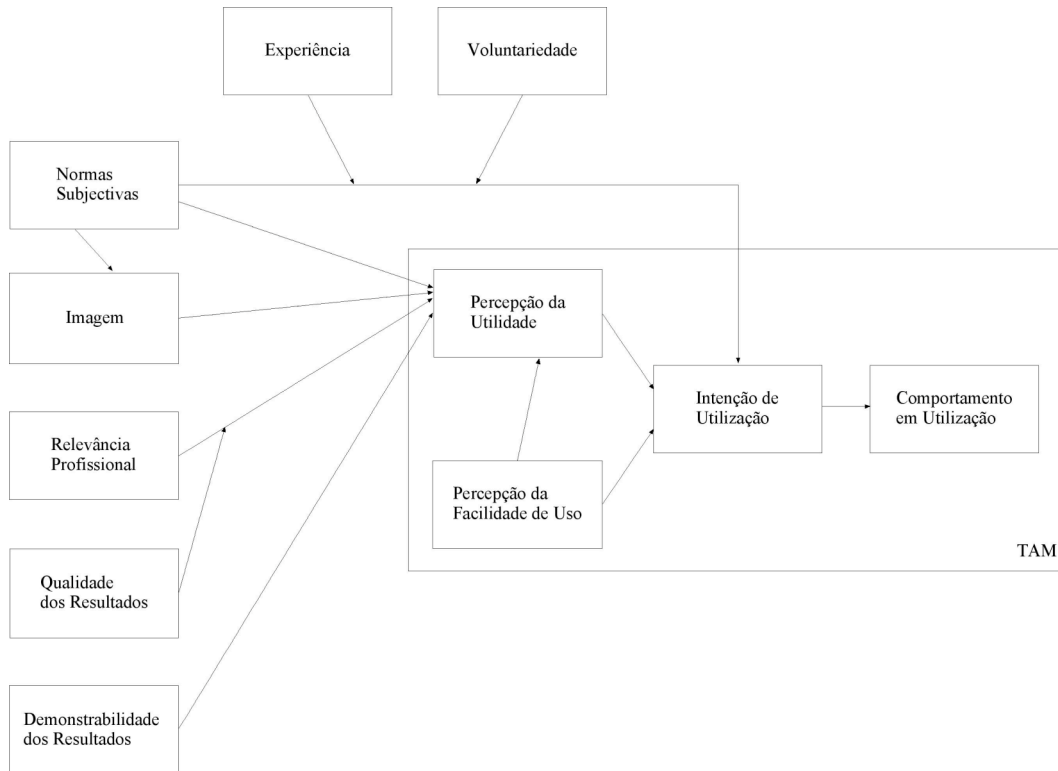 Experiência
Voluntariedade
Normas
Subjectivas
Imagem
Percepção da
Utilidade
Intenção de
Utilização
Comportamento
em Utilização
Relevância
Profissional
Percepção da
Facilidade de Uso
TAM
Qualidade
dos Resultados
Demonstrabilidade
dos Resultados